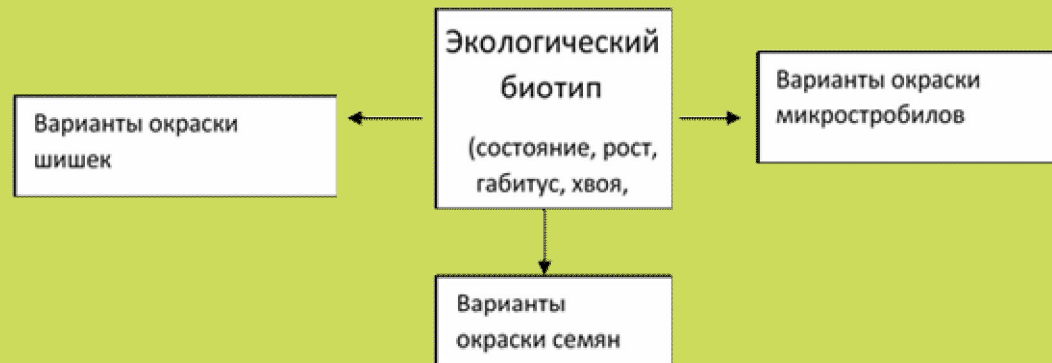 Экологический
биотип
(состояние, рост,
габитус, хвоя,
Варианты окраски
шишек
Варианты окраски
микростробилов
Варианты
окраски семян